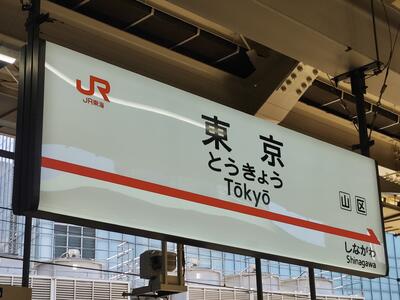 JR
JR東海
東京
とうきょう
Tōkyō
山 区
しながわ
Shinagawa